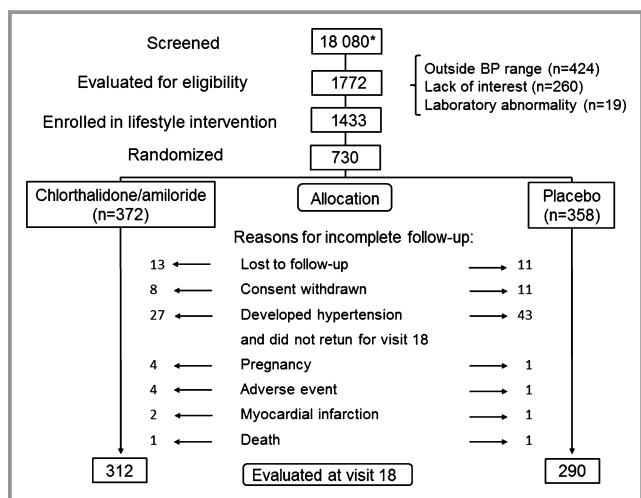 Screened 18 080*
Evaluated for eligibility 1772
Outside BP range (n=424)
Lack of interest (n=260)
Laboratory abnormality (n=19)
Enrolled in lifestyle intervention 1433
Randomized 730
Chlorthalidone/amiloride
(n=372)
Allocation
Placebo
(n=358)
Reasons for incomplete follow-up:
13 Lost to follow-up 11
8 Consent withdrawn 11
27 Developed hypertension 43
and did not retun for visit 18
4 Pregnancy 1
4 Adverse event 1
2 Myocardial infarction 1
1 Death 1
312 Evaluated at visit 18 290